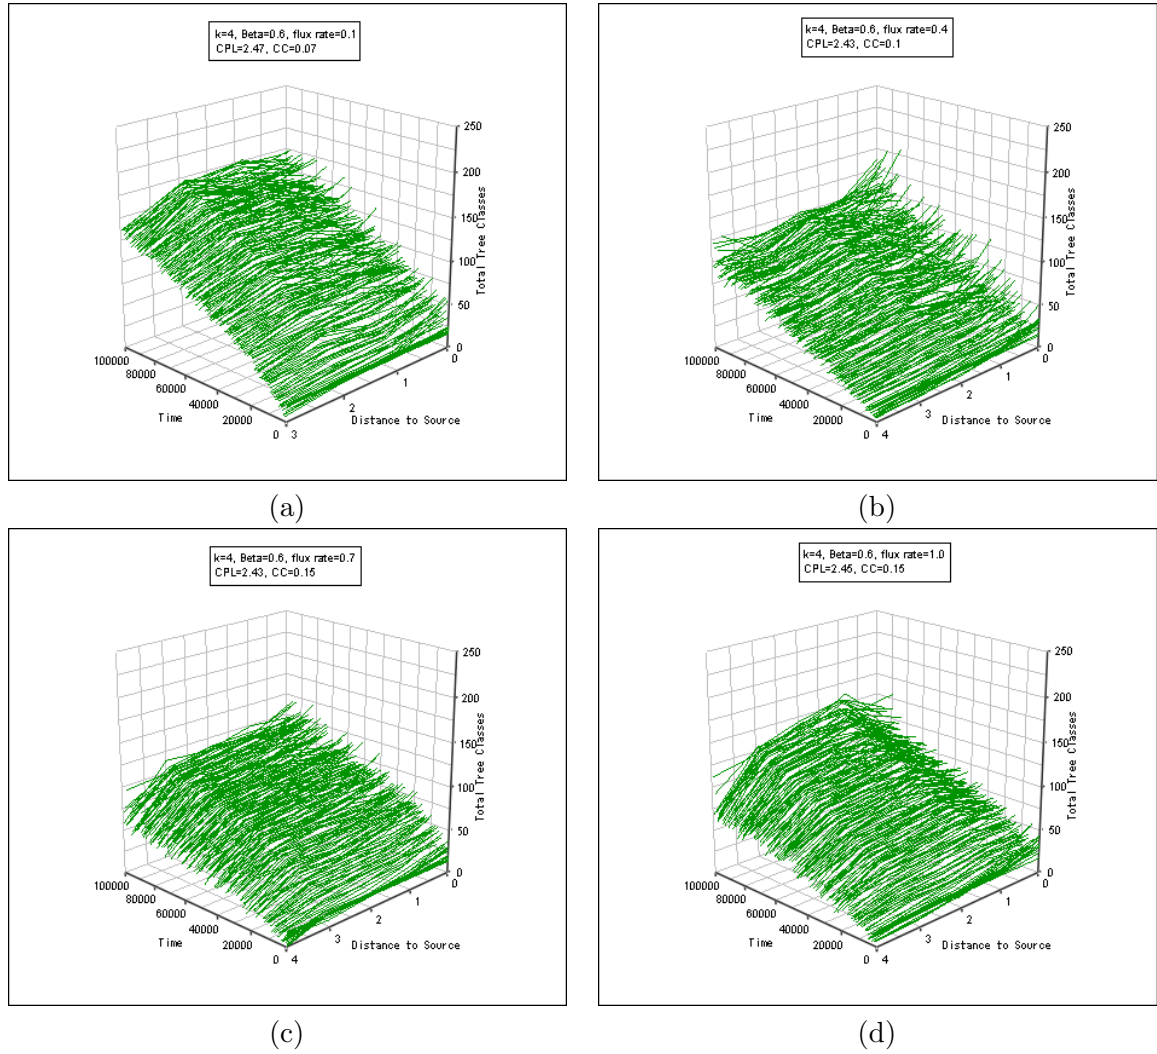 k=4, Beta=0.6, flux rate=0.1
CPL=2.47, CC=0.07
250
200
150
100
50
0
Total Tree Classes
100000
80000
60000
40000
20000
0
Time
3
2
1
0
Distance to Source
(a)
k=4, Beta=0.6, flux rate=0.4
CPL=2.43, CC=0.1
250
200
150
100
50
0
Total Tree Classes
100000
80000
60000
40000
20000
0
Time
4
3
2
1
0
Distance to Source
(b)
k=4, Beta=0.6, flux rate=0.7
CPL=2.43, CC=0.15
250
200
150
100
50
0
Total Tree Classes
100000
80000
60000
40000
20000
0
Time
4
3
2
1
0
Distance to Source
(c)
k=4, Beta=0.6, flux rate=1.0
CPL=2.45, CC=0.15
250
200
150
100
50
0
Total Tree Classes
100000
80000
60000
40000
20000
0
Time
4
3
2
1
0
Distance to Source
(d)